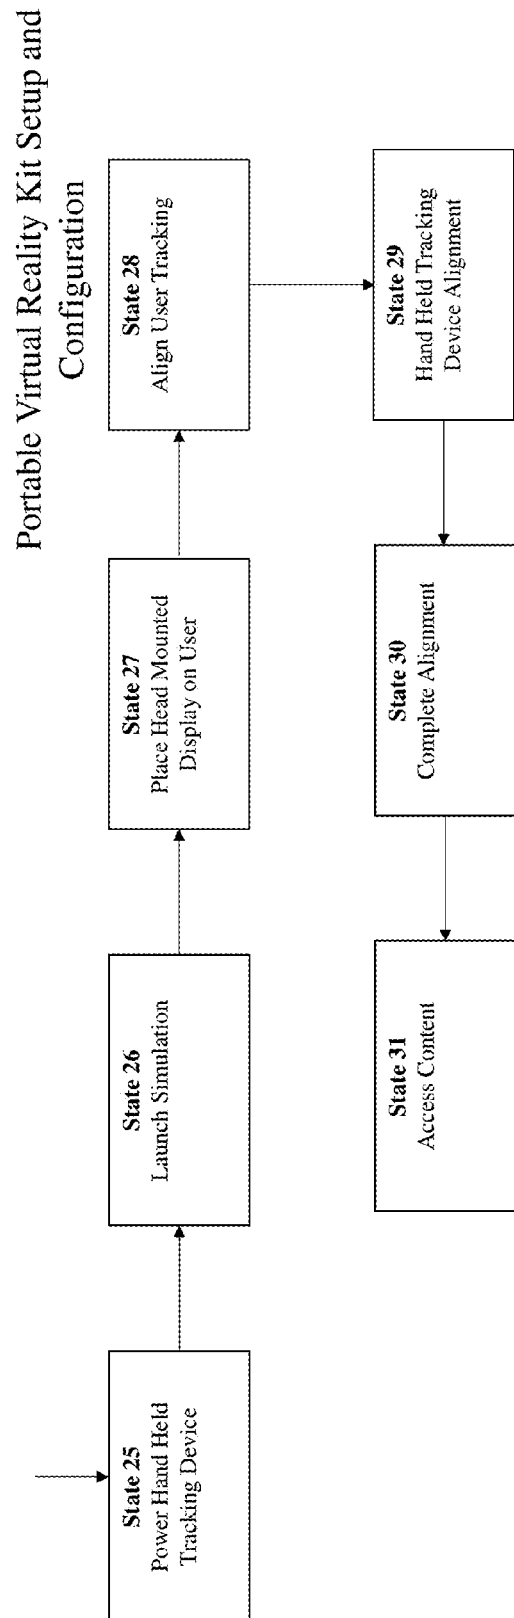 Portable Virtual Reality Kit Setup and
Configuration
State 25
Power Hand Held
Tracking Device
State 26
Launch Simulation
State 27
Place Head Mounted
Display on User
State 28
Align User Tracking
State 29
Hand Held Tracking
Device Alignment
State 30
Complete Alignment
State 31
Access Content